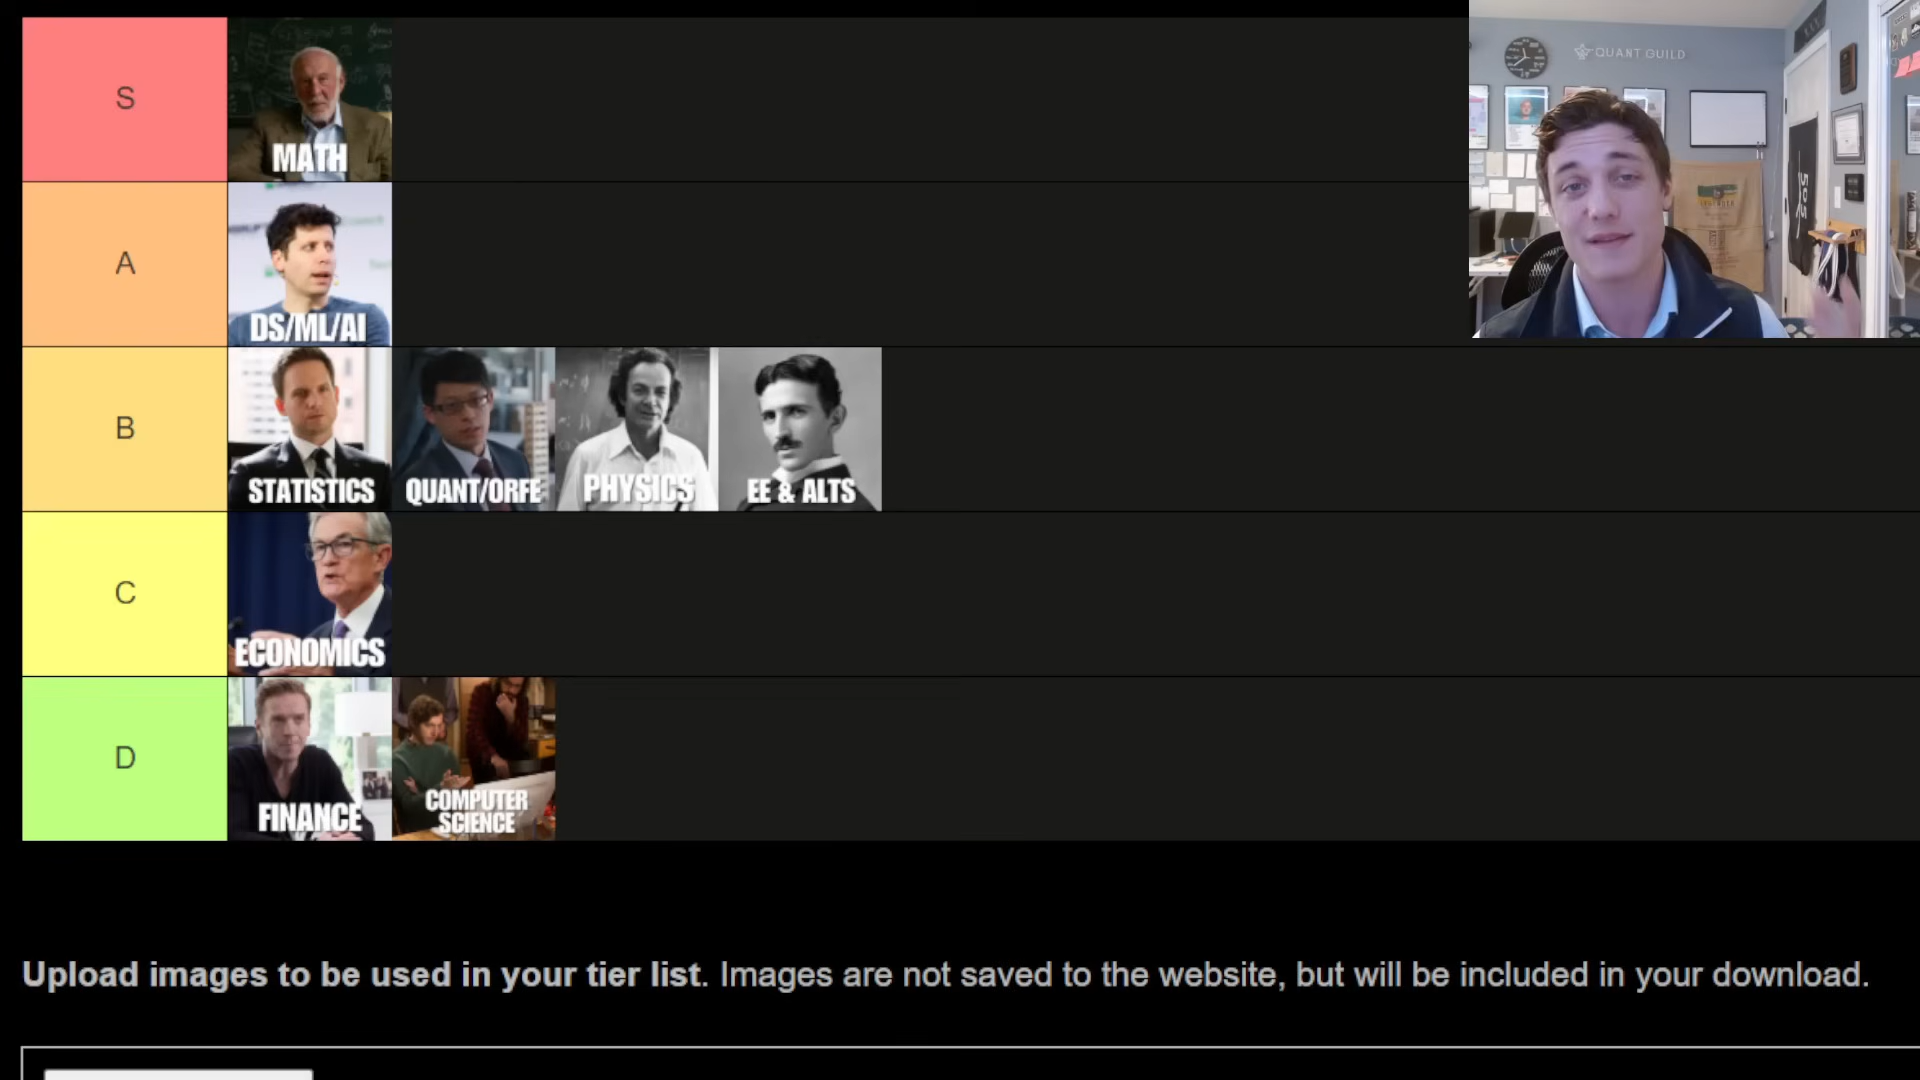 S
MATH
QUANT GUILD
A
DS/ML/AI
B
STATISTICS
QUANT/ORFE
PHYSICS
EE & ALTS
C
ECONOMICS
D
FINANCE
COMPUTER
SCIENCE
Upload images to be used in your tier list. Images are not saved to the website, but will be included in your download.